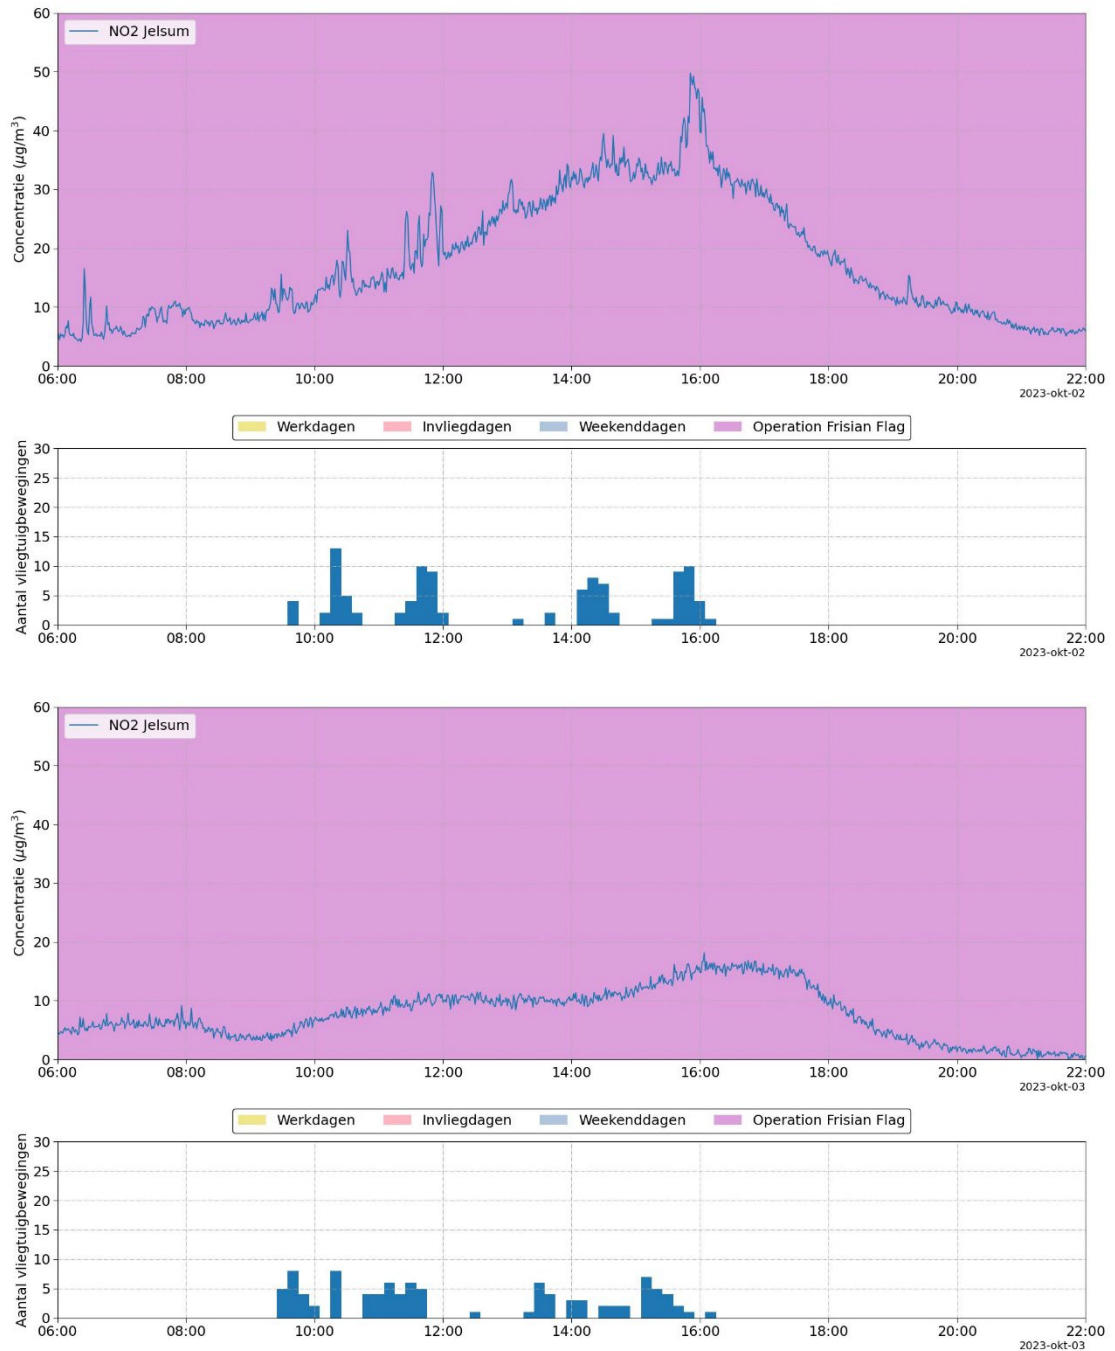 60
NO2 Jelsum
50
40
30
20
10
0
Concentratie (μg/m³)
06:00 08:00 10:00 12:00 14:00 16:00 18:00 20:00 22:00
2023-okt-02
Werkdagen Invliegdagen Weekenddagen Operation Frisian Flag
30
25
20
15
10
5
0
Aantal vliegtuigbewegingen
06:00 08:00 10:00 12:00 14:00 16:00 18:00 20:00 22:00
2023-okt-02
60
NO2 Jelsum
50
40
30
20
10
0
Concentratie (μg/m³)
06:00 08:00 10:00 12:00 14:00 16:00 18:00 20:00 22:00
2023-okt-03
Werkdagen Invliegdagen Weekenddagen Operation Frisian Flag
30
25
20
15
10
5
0
Aantal vliegtuigbewegingen
06:00 08:00 10:00 12:00 14:00 16:00 18:00 20:00 22:00
2023-okt-03